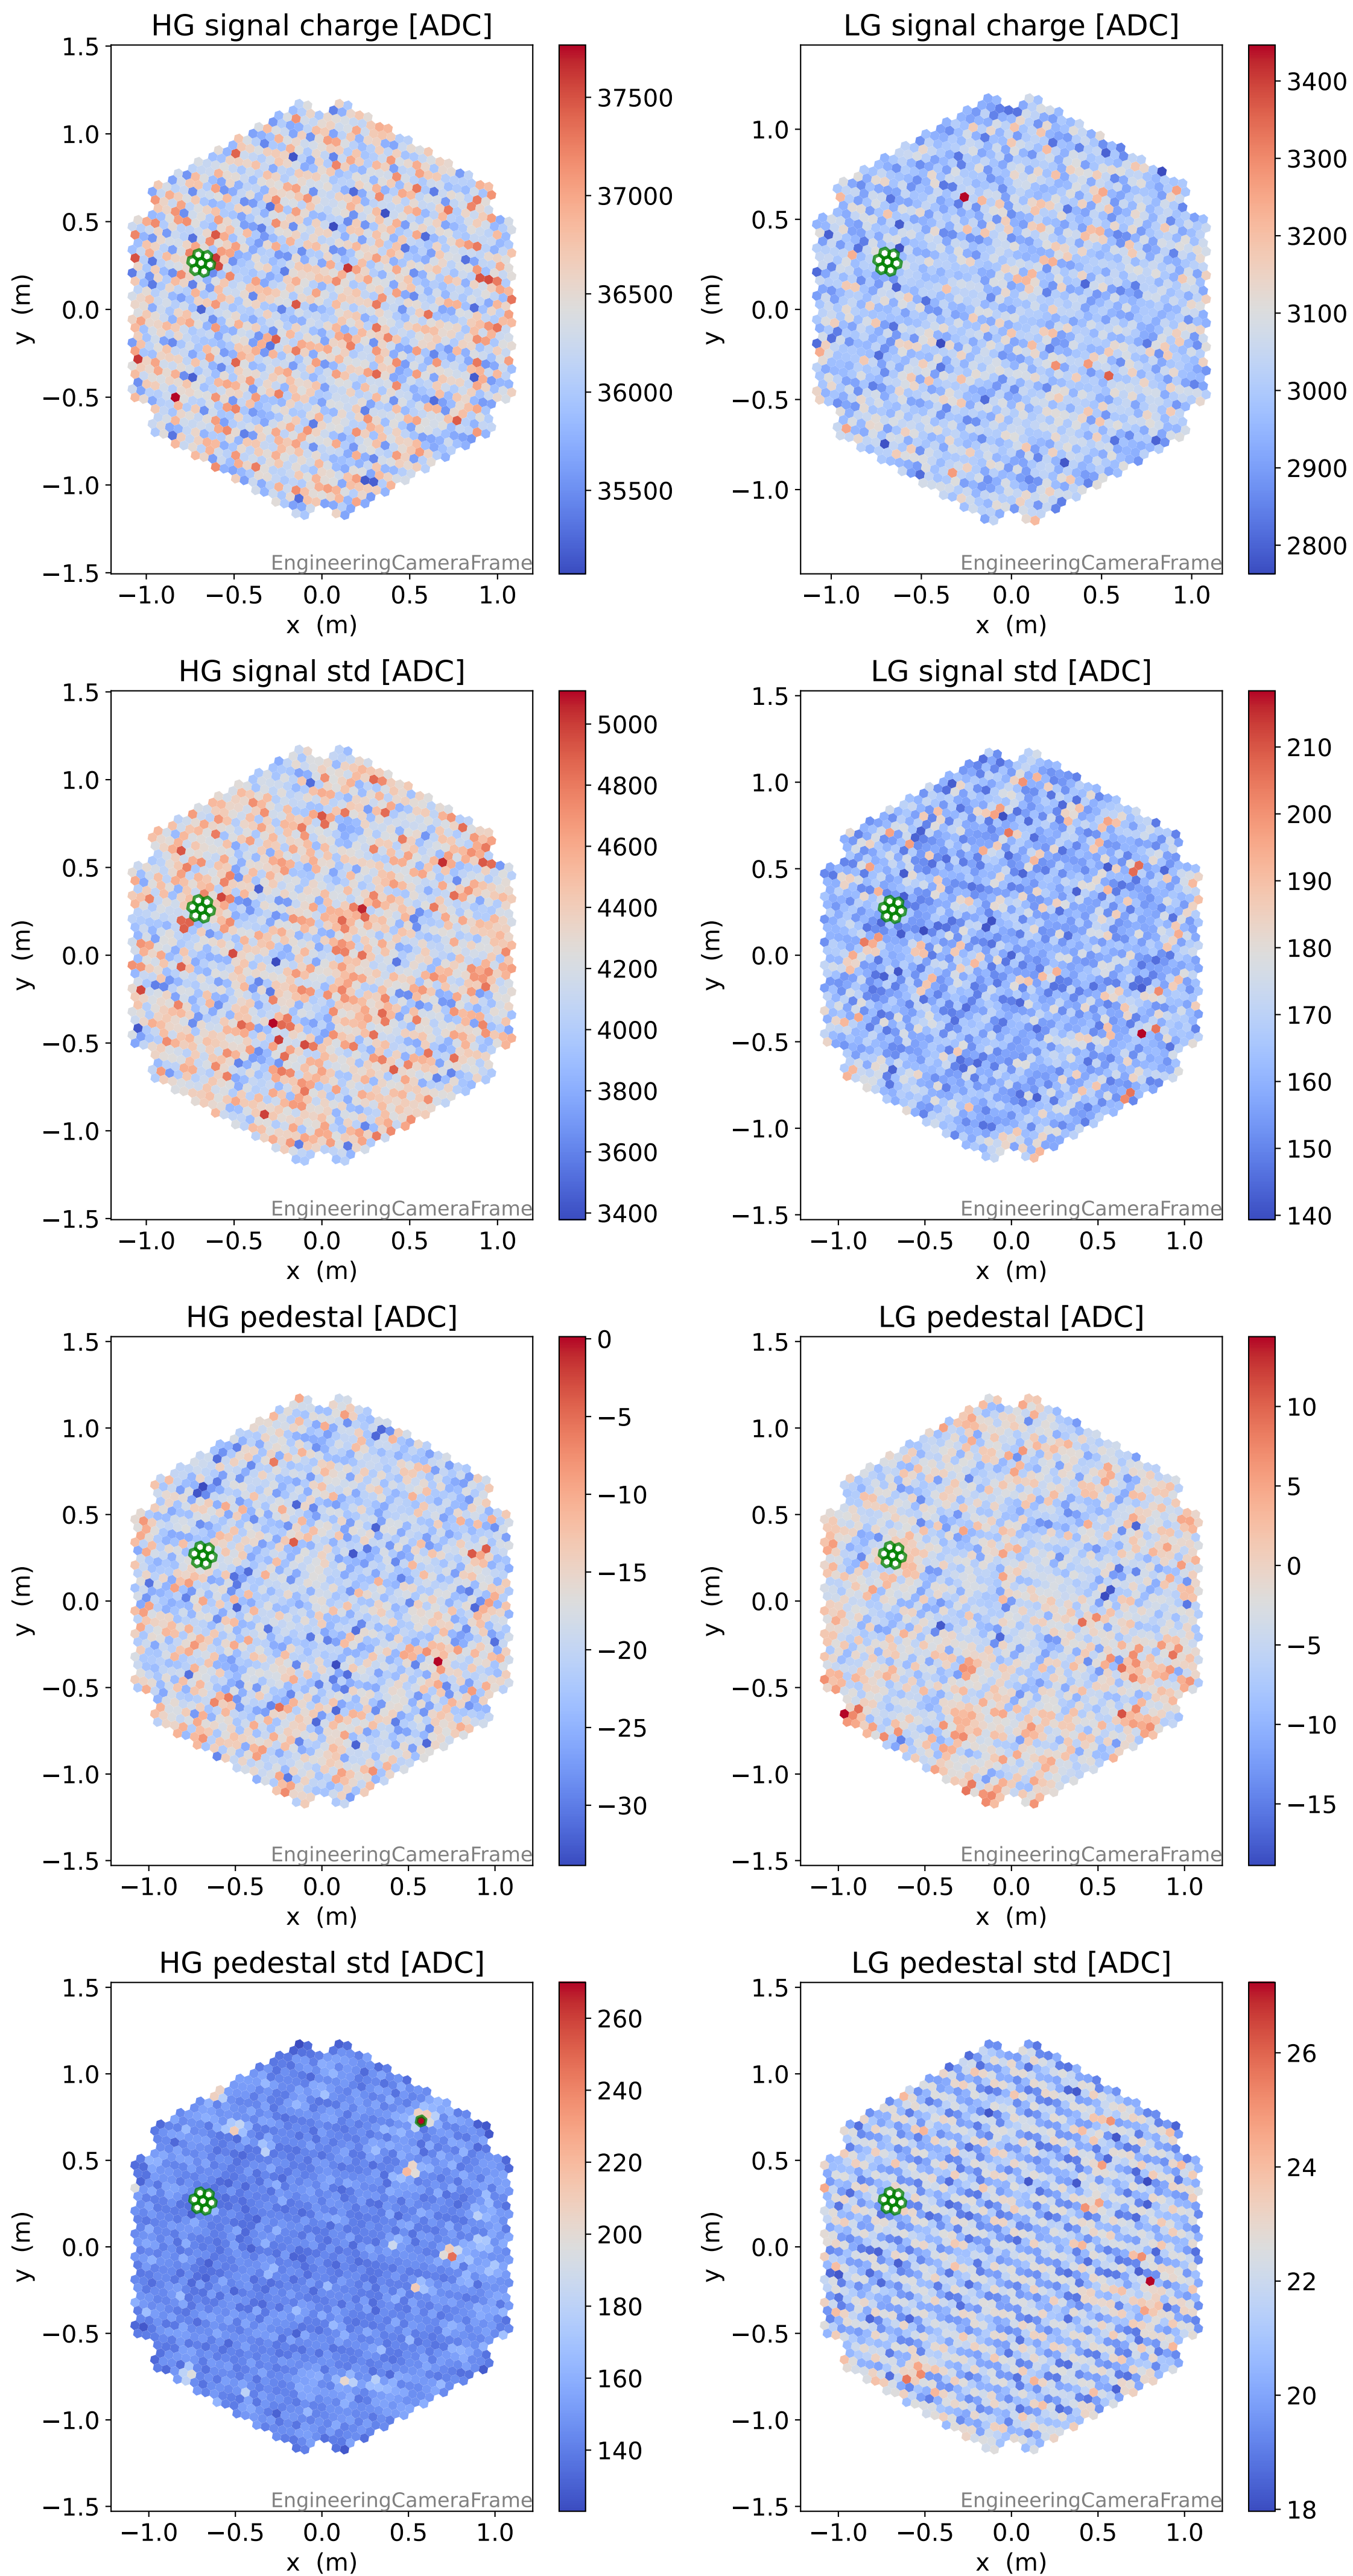 HG signal charge [ADC]
1.5
1.0
0.5
0.0
−0.5
−1.0
−1.5
y (m)
−1.0 −0.5 0.0 0.5 1.0
x (m)
EngineeringCameraFrame
37500
37000
36500
36000
35500
LG signal charge [ADC]
1.0
0.5
0.0
−0.5
−1.0
y (m)
−1.0 −0.5 0.0 0.5 1.0
x (m)
EngineeringCameraFrame
3400
3300
3200
3100
3000
2900
2800
HG signal std [ADC]
1.5
1.0
0.5
0.0
−0.5
−1.0
−1.5
y (m)
−1.0 −0.5 0.0 0.5 1.0
x (m)
EngineeringCameraFrame
5000
4800
4600
4400
4200
4000
3800
3600
3400
LG signal std [ADC]
1.5
1.0
0.5
0.0
−0.5
−1.0
−1.5
y (m)
−1.0 −0.5 0.0 0.5 1.0
x (m)
EngineeringCameraFrame
210
200
190
180
170
160
150
140
HG pedestal [ADC]
1.5
1.0
0.5
0.0
−0.5
−1.0
−1.5
y (m)
−1.0 −0.5 0.0 0.5 1.0
x (m)
EngineeringCameraFrame
0
−5
−10
−15
−20
−25
−30
LG pedestal [ADC]
1.5
1.0
0.5
0.0
−0.5
−1.0
−1.5
y (m)
−1.0 −0.5 0.0 0.5 1.0
x (m)
EngineeringCameraFrame
10
5
0
−5
−10
−15
HG pedestal std [ADC]
1.5
1.0
0.5
0.0
−0.5
−1.0
−1.5
y (m)
−1.0 −0.5 0.0 0.5 1.0
x (m)
EngineeringCameraFrame
260
240
220
200
180
160
140
LG pedestal std [ADC]
1.5
1.0
0.5
0.0
−0.5
−1.0
−1.5
y (m)
−1.0 −0.5 0.0 0.5 1.0
x (m)
EngineeringCameraFrame
26
24
22
20
18